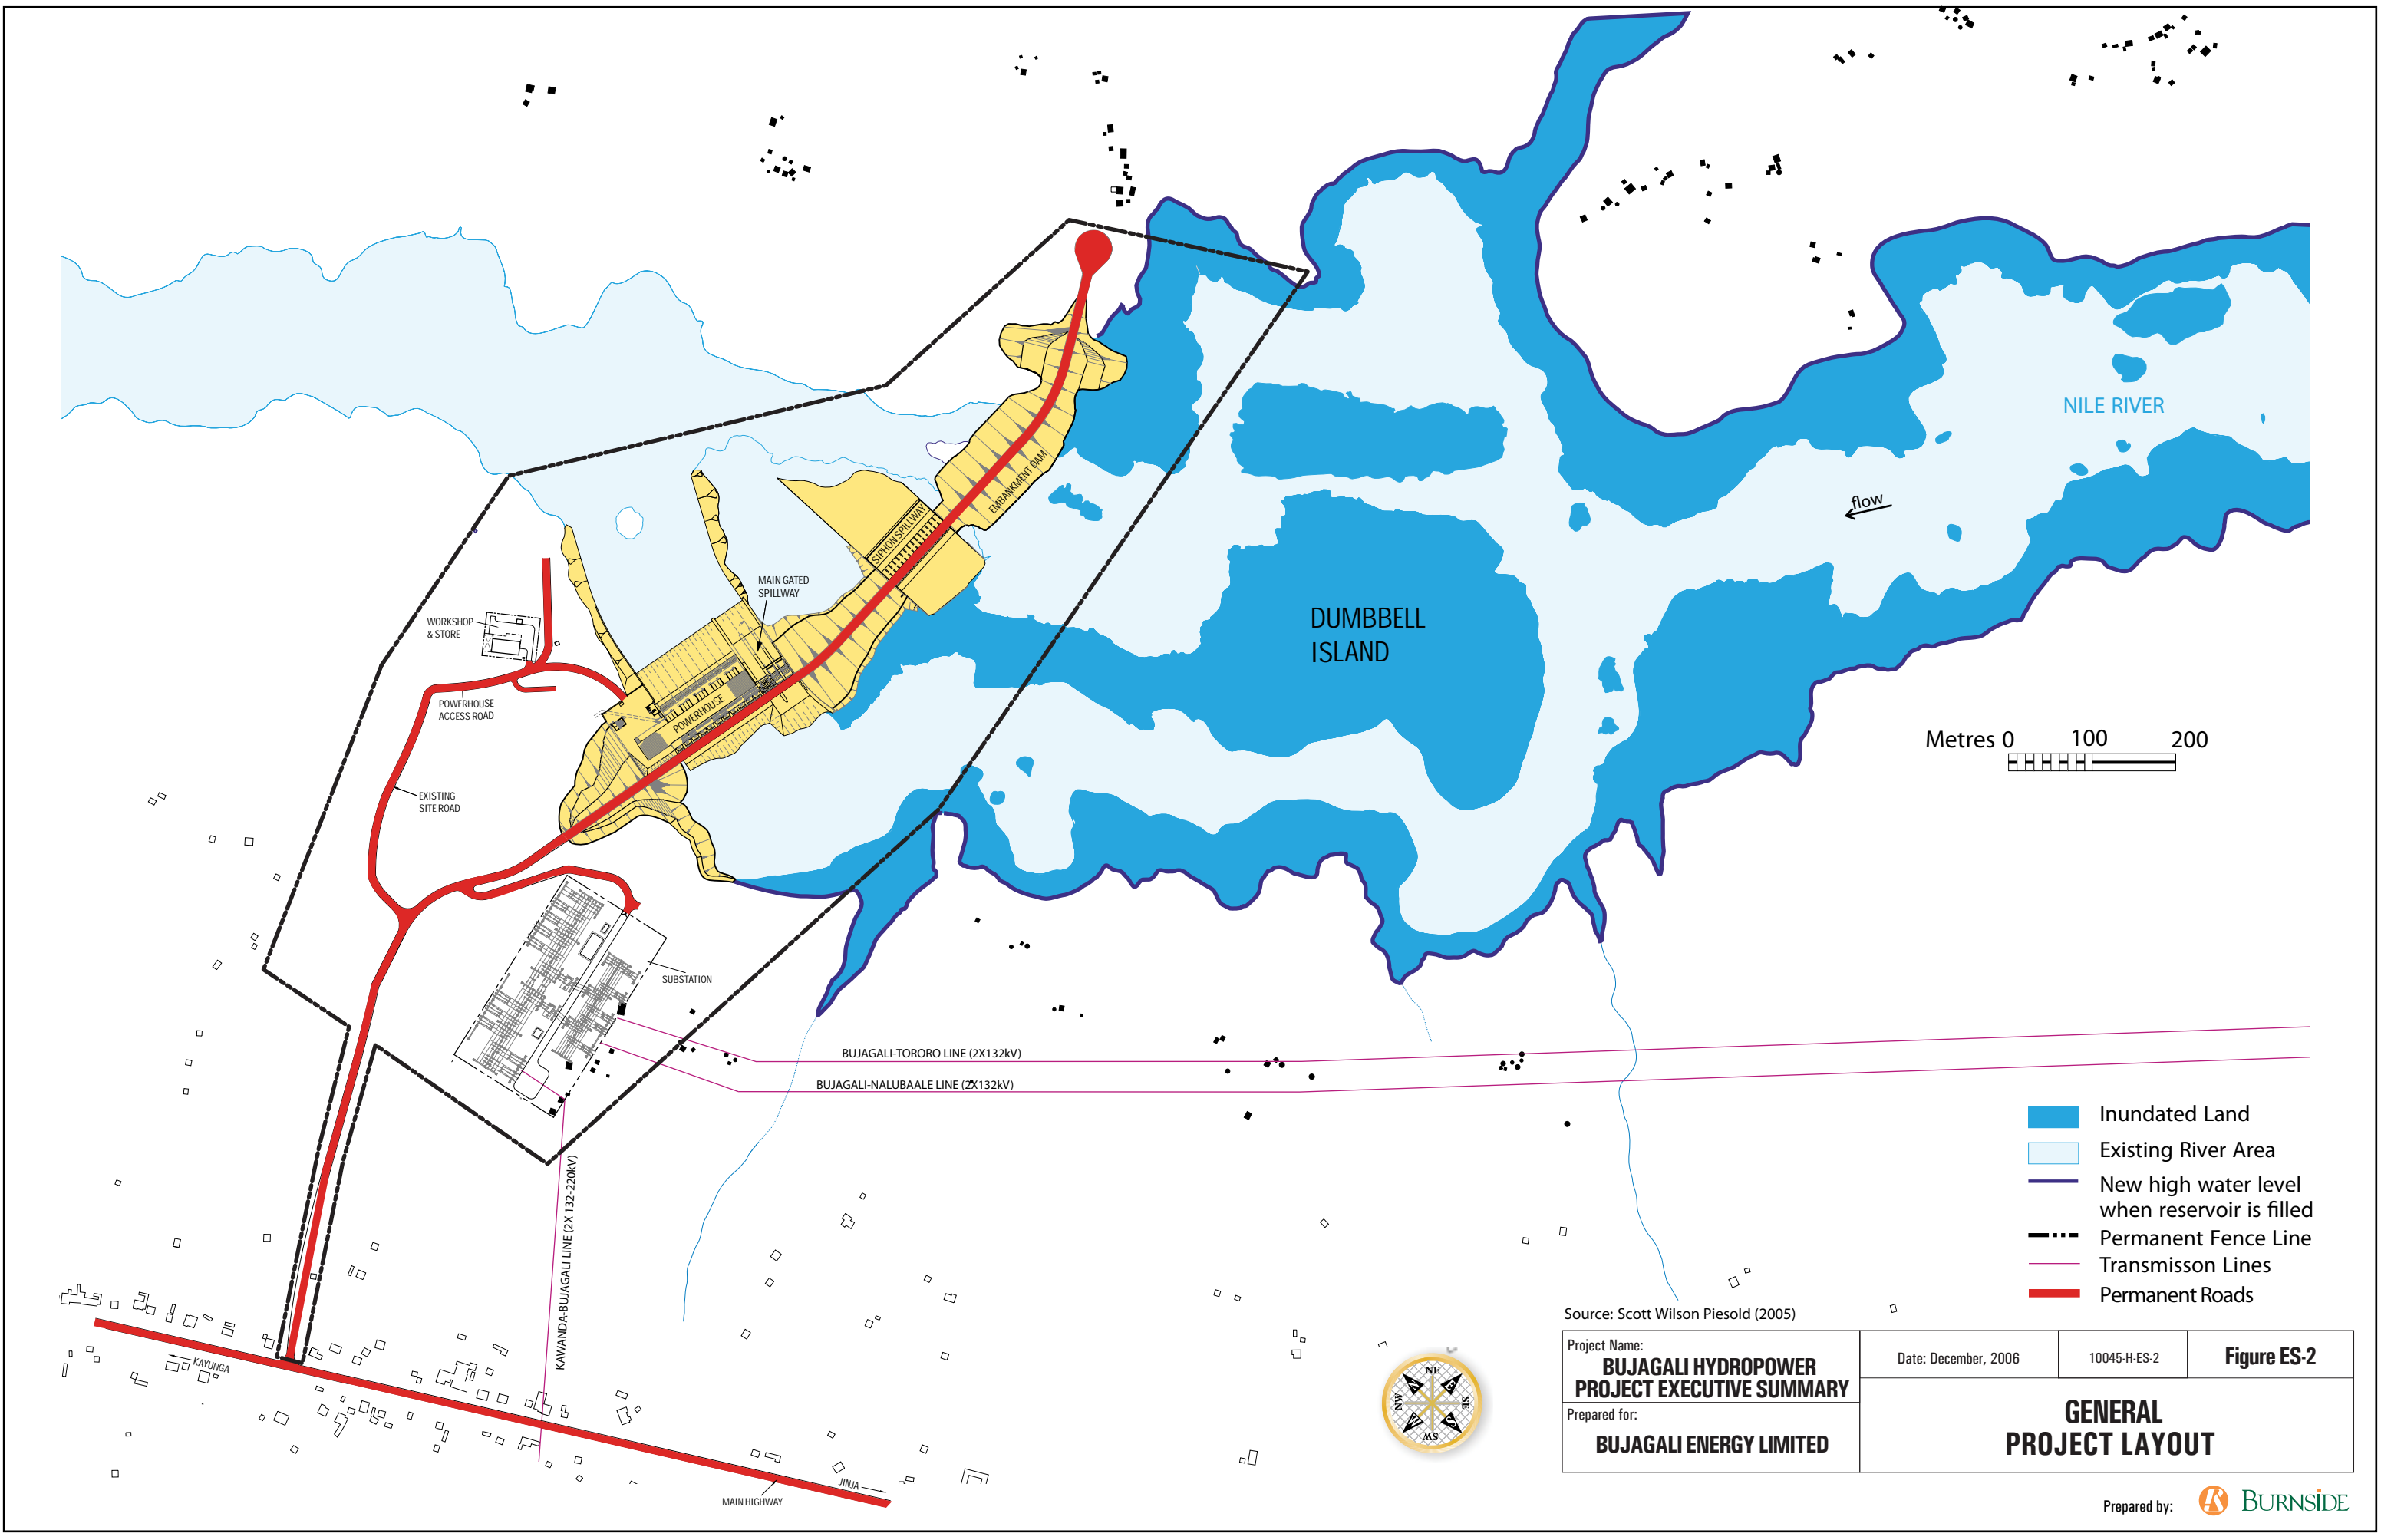 NILE RIVER
flow
EMBANKMENT DAM
SIPHON SPILLWAY
MAIN GATED
SPILLWAY
DUMBBELL
ISLAND
WORKSHOP
& STORE
POWERHOUSE
POWERHOUSE
ACCESS ROAD
Metres 0 100 200
EXISTING
SITE ROAD
SUBSTATION
BUJAGALI-TORORO LINE (2X132kV)
BUJAGALI-NALUBAALE LINE (2X132kV)
KAWANDA-BUJAGALI LINE (2X 132-220kV)
Inundated Land
Existing River Area
New high water level
when reservoir is filled
Permanent Fence Line
Transmisson Lines
Permanent Roads
KAYUNGA
JINJA
MAIN HIGHWAY
NE
E
SE
S
SW
W
NW
N
Source: Scott Wilson Piesold (2005)
Project Name:
BUJAGALI HYDROPOWER
PROJECT EXECUTIVE SUMMARY
Prepared for:
BUJAGALI ENERGY LIMITED
Date: December, 2006
10045-H-ES-2
Figure ES-2
GENERAL
PROJECT LAYOUT
Prepared by:
BURNSIDE